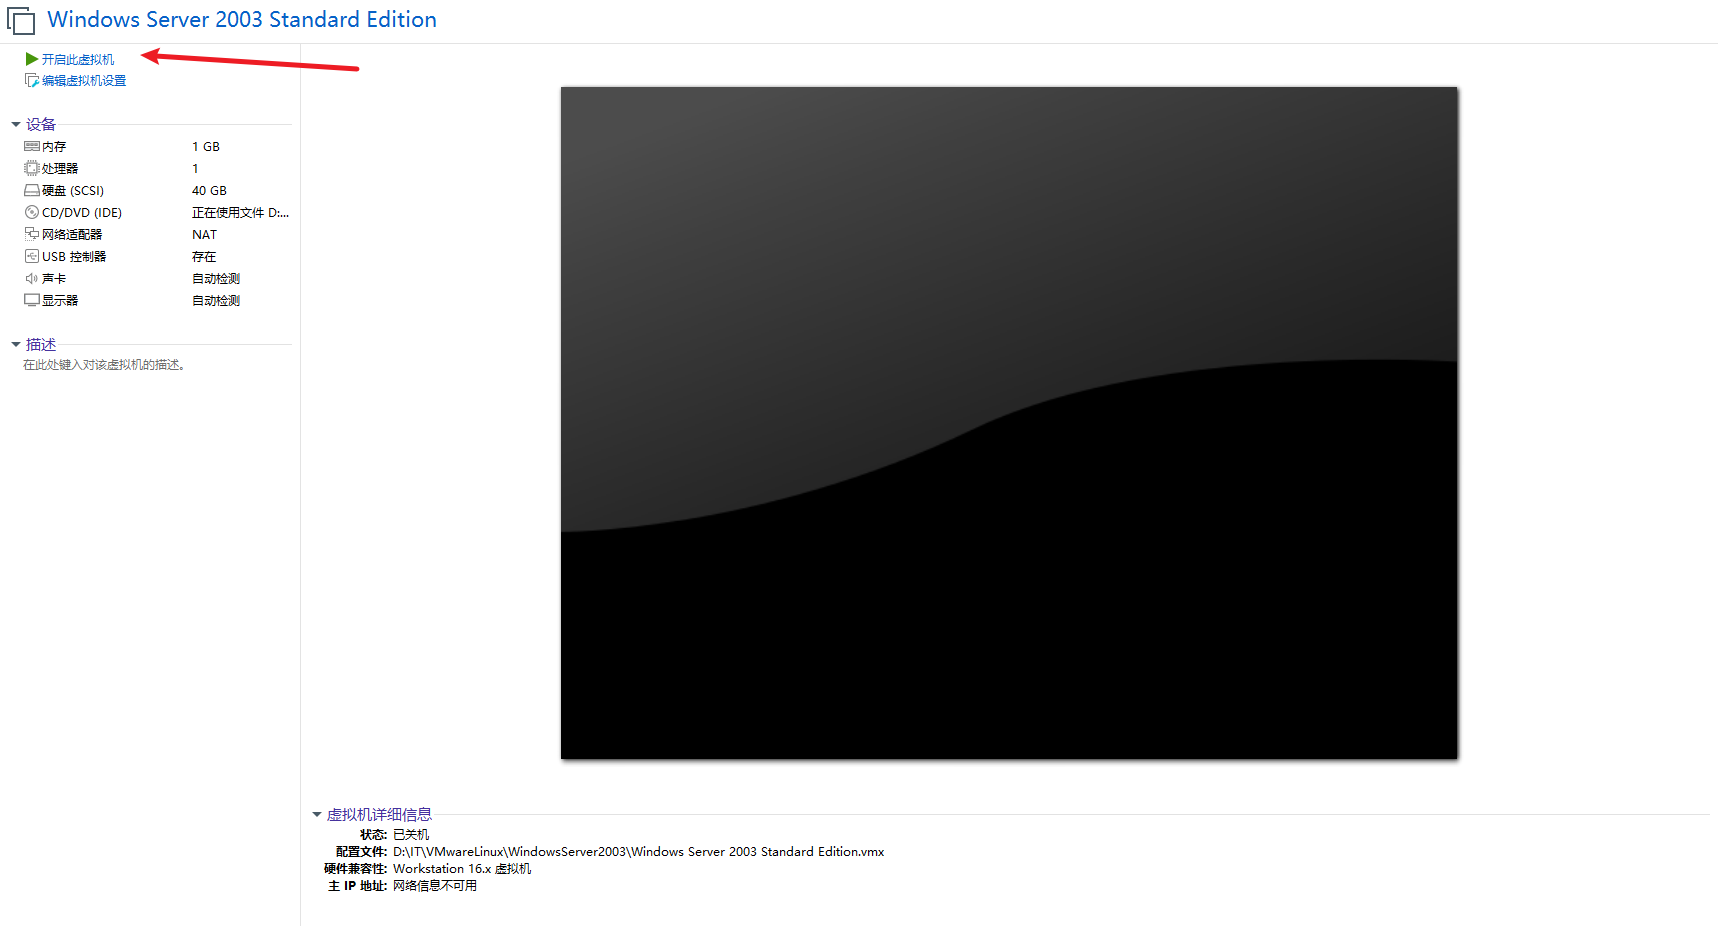 Windows Server 2003 Standard Edition
开启此虚拟机
编辑虚拟机设置
设备
内存 1 GB
处理器 1
硬盘 (SCSI) 40 GB
CD/DVD (IDE) 正在使用文件 D:...
网络适配器 NAT
USB 控制器 存在
声卡 自动检测
显示器 自动检测
描述
在此处键入对该虚拟机的描述。
虚拟机详细信息
状态: 已关机
配置文件: D:\IT\VMwareLinux\WindowsServer2003\Windows Server 2003 Standard Edition.vmx
硬件兼容性: Workstation 16.x 虚拟机
主 IP 地址: 网络信息不可用